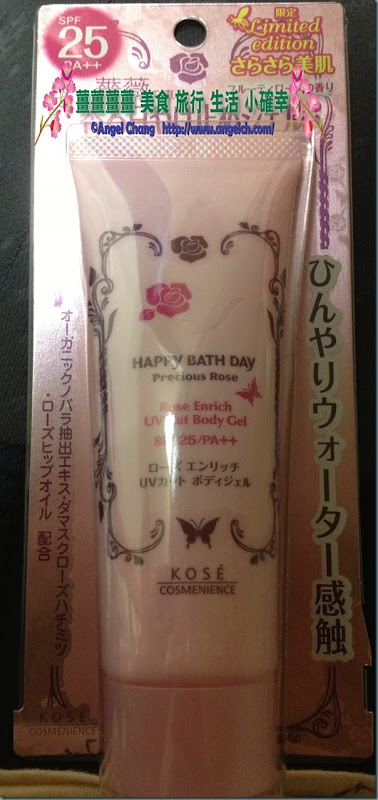 SPF
25
PA++
限定
Limited
edition
さらさら美肌
薔薇
の香り
薑薑薑薑 美食 旅行 生活 小確幸
©Angel Chang http://www.angelch.com/
ひんやりウォーター感触
オーガニックノバラ抽出エキス・ダマスクローズハチミツ
・ローズヒップオイル 配合
HAPPY BATH DAY
Precious Rose
Rose Enrich
UV Cut Body Gel
SPF25/PA++
ローズ エンリッチ
UVカット ボディジェル
KOSÉ
COSMENIENCE
KOSÉ
COSMENIENCE